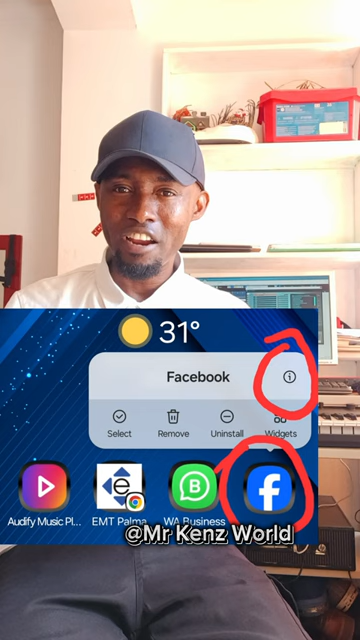 31°
Facebook
Select
Remove
Uninstall
Widgets
Audify Music Pl...
EMT Palma
WA Business
@Mr Kenz World